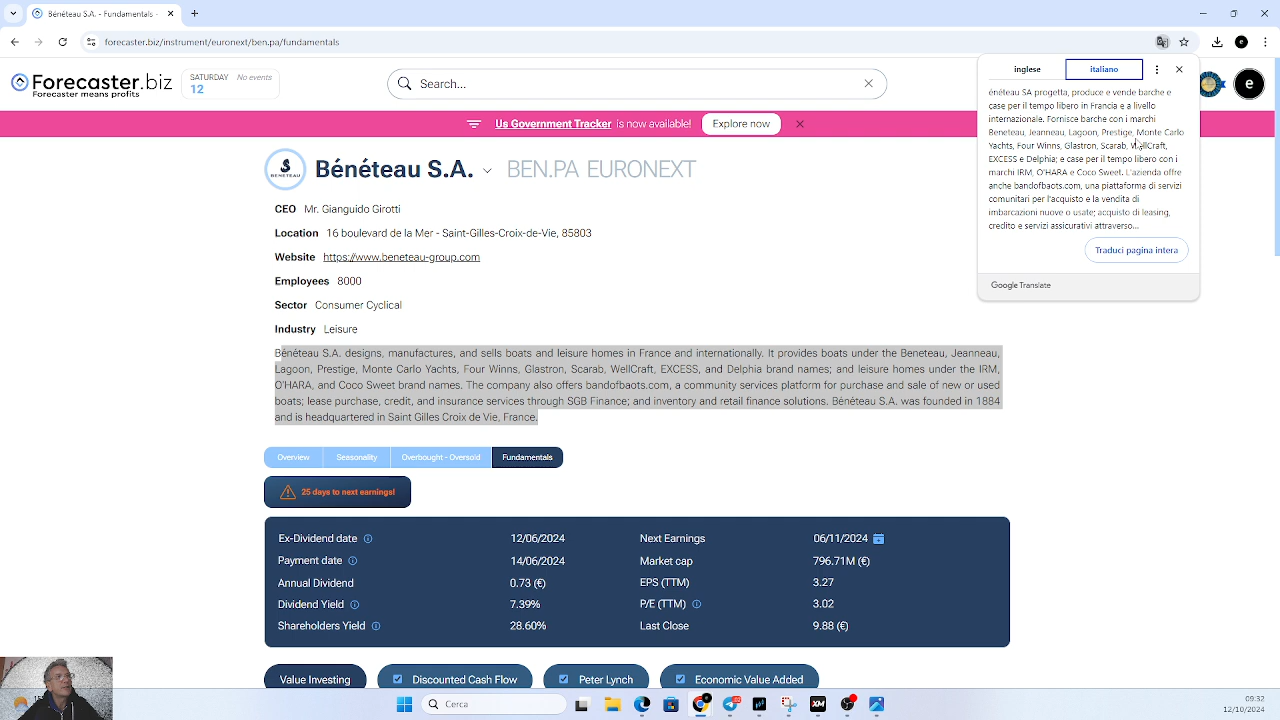 Bénéteau S.A. Fundamentals -
forecaster.biz/instrument/euronext/ben.pa/fundamentals
e
Forecaster.biz
Forecaster means profits
SATURDAY No events
12
Search...
e
Us Government Tracker is now available!
Explore now
inglese
italiano
énéteau SA progetta, produce e vende barche e
case per il tempo libero in Francia e a livello
internazionale. Fornisce barche con i marchi
Beneteau, Jeanneau, Lagoon, Prestige, Monte Carlo
Yachts, Four Winns, Glastron, Scarab, WellCraft,
EXCESS e Delphia; e case per il tempo libero con i
marchi IRM, O'HARA e Coco Sweet. L'azienda offre
anche bandofboats.com, una piattaforma di servizi
comunitari per l'acquisto e la vendita di
imbarcazioni nuove o usate; acquisto di leasing,
credito e servizi assicurativi attraverso...
Traduci pagina intera
Google Translate
BENETEAU
Bénéteau S.A.
BEN.PA EURONEXT
CEO Mr. Gianguido Girotti
Location 16 boulevard de la Mer - Saint-Gilles-Croix-de-Vie, 85803
Website https://www.beneteau-group.com
Employees 8000
Sector Consumer Cyclical
Industry Leisure
Bénéteau S.A. designs, manufactures, and sells boats and leisure homes in France and internationally. It provides boats under the Beneteau, Jeanneau,
Lagoon, Prestige, Monte Carlo Yachts, Four Winns, Glastron, Scarab, WellCraft, EXCESS, and Delphia brand names; and leisure homes under the IRM,
O'HARA, and Coco Sweet brand names. The company also offers bandofboats.com, a community services platform for purchase and sale of new or used
boats; lease purchase, credit, and insurance services through SGB Finance; and inventory and retail finance solutions. Bénéteau S.A. was founded in 1884
and is headquartered in Saint Gilles Croix de Vie, France.
Overview
Seasonality
Overbought - Oversold
Fundamentals
25 days to next earnings!
Ex-Dividend date 12/06/2024 Next Earnings 06/11/2024
Payment date 14/06/2024 Market cap 796.71M (€)
Annual Dividend 0.73 (€) EPS (TTM) 3.27
Dividend Yield 7.39% P/E (TTM) 3.02
Shareholders Yield 28.60% Last Close 9.88 (€)
Value Investing
Discounted Cash Flow
Peter Lynch
Economic Value Added
Cerca
XM
09:32
12/10/2024